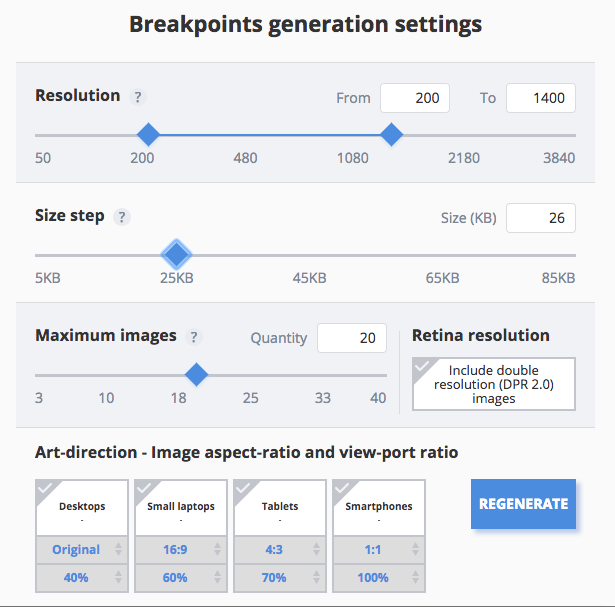 Breakpoints generation settings
Resolution ? From 200 To 1400
50 200 480 1080 2180 3840
Size step ? Size (KB) 26
5KB 25KB 45KB 65KB 85KB
Maximum images ? Quantity 20
3 10 18 25 33 40
Retina resolution
Include double
resolution (DPR 2.0)
images
Art-direction - Image aspect-ratio and view-port ratio
Desktops Small laptops Tablets Smartphones
- - - -
Original 16:9 4:3 1:1
40% 60% 70% 100%
REGENERATE